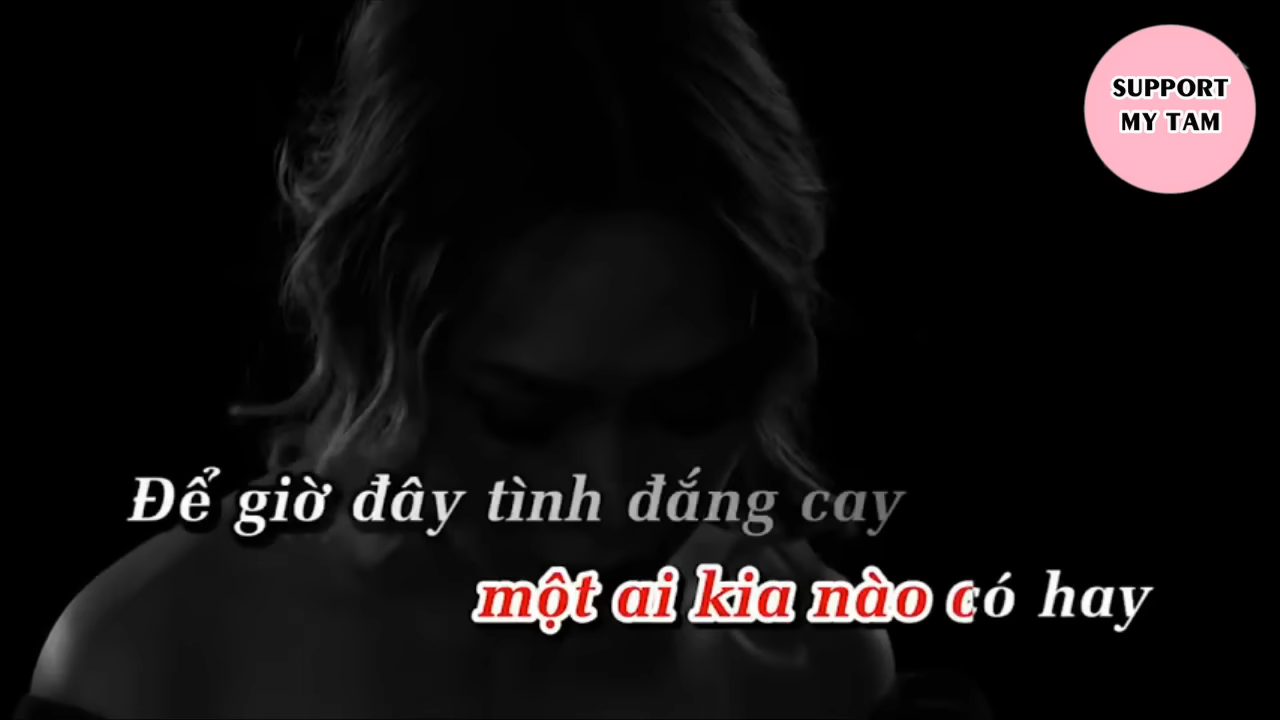 SUPPORT
MY TAM
Để giờ đây tình đắng cay
một ai kia nào có hay